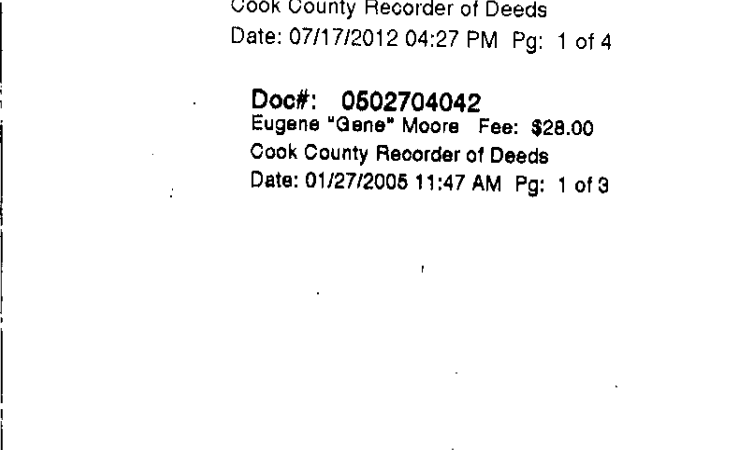 Cook County Recorder of Deeds
Date: 07/17/2012 04:27 PM Pg: 1 of 4
Doc#: 0502704042
Eugene "Gene" Moore Fee: $28.00
Cook County Recorder of Deeds
Date: 01/27/2005 11:47 AM Pg: 1 of 3